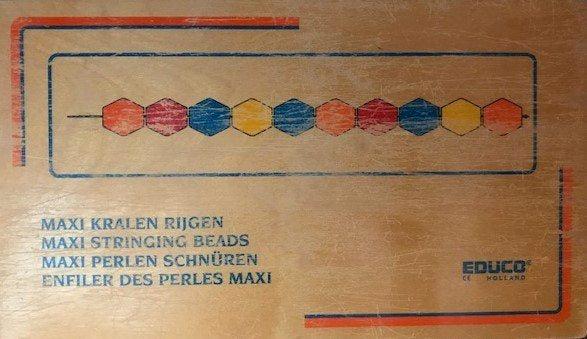 MAXI KRALEN RIJGEN
MAXI STRINGING BEADS
MAXI PERLEN SCHNÜREN
ENFILER DES PERLES MAXI
EDUCO©
CE HOLLAND